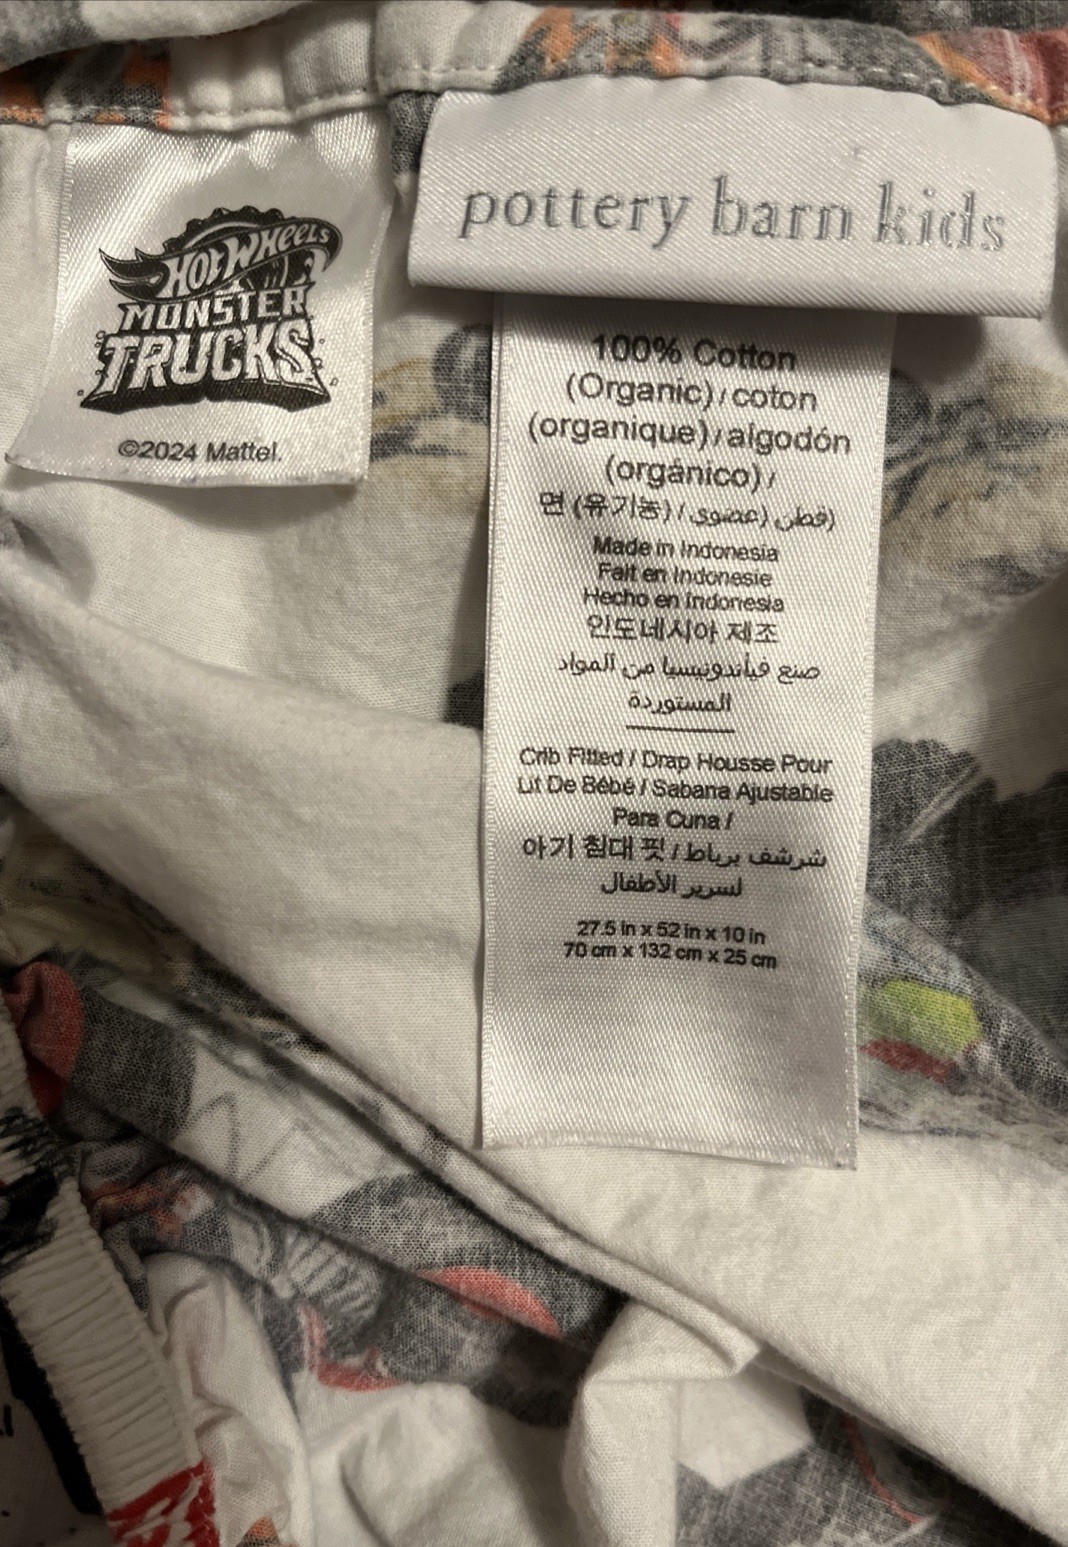 HOT WHEELS
MONSTER
TRUCKS
©2024 Mattel.
pottery barn kids
100% Cotton
(Organic) / coton
(organique) / algodón
(orgánico) /
면 (유기농) / قطن (عضوي)
Made in Indonesia
Fait en Indonesie
Hecho en Indonesia
인도네시아 제조
صنع فيأندونيسيا من المواد
المستوردة
Crib Fitted / Drap Housse Pour
Lit De Bébé / Sabana Ajustable
Para Cuna /
아기 침대 핏 / شرشف برباط
لسرير الأطفال
27.5 in x 52 in x 10 in
70 cm x 132 cm x 25 cm